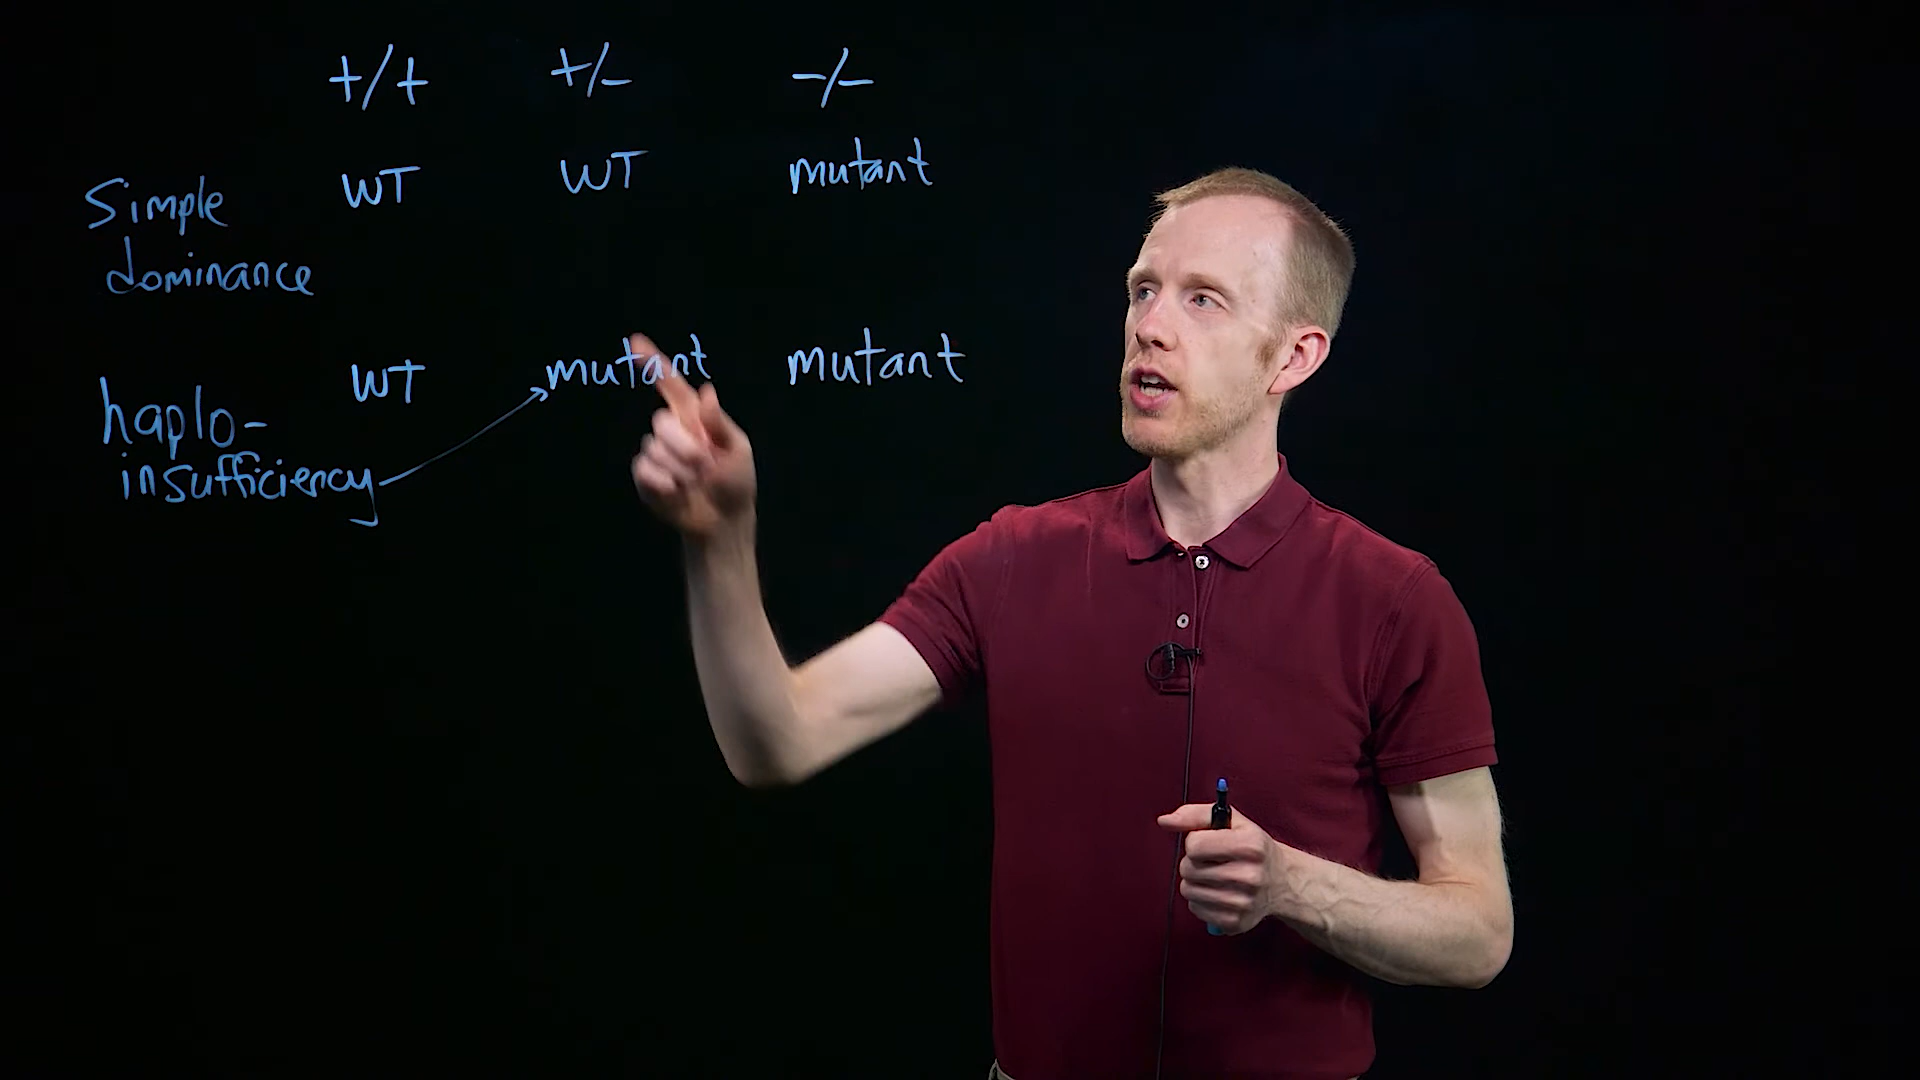 +/+ +/- -/-
Simple WT WT mutant
dominance
haplo- WT mutant mutant
insufficiency